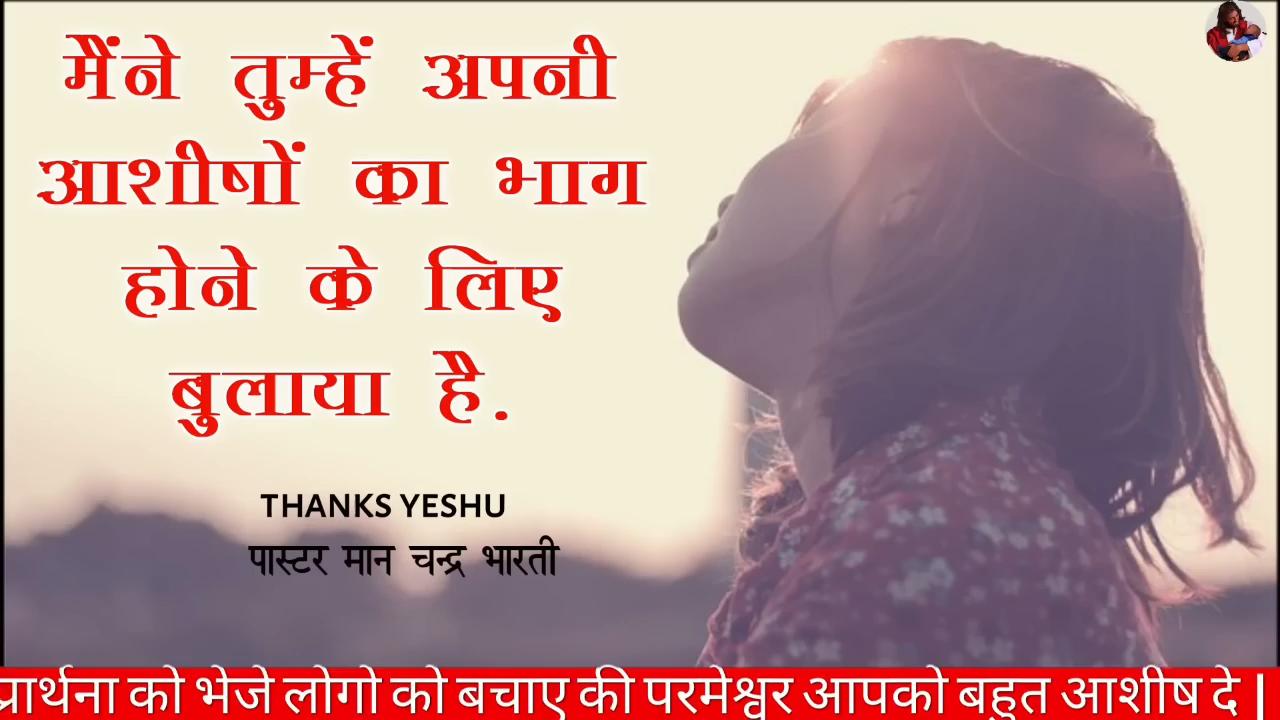 मैंने तुम्हें अपनी
आशीषों का भाग
होने के लिए
बुलाया है.
THANKS YESHU
पास्टर मान चन्द्र भारती
प्रार्थना को भेजे लोगो को बचाए की परमेश्वर आपको बहुत आशीष दे |